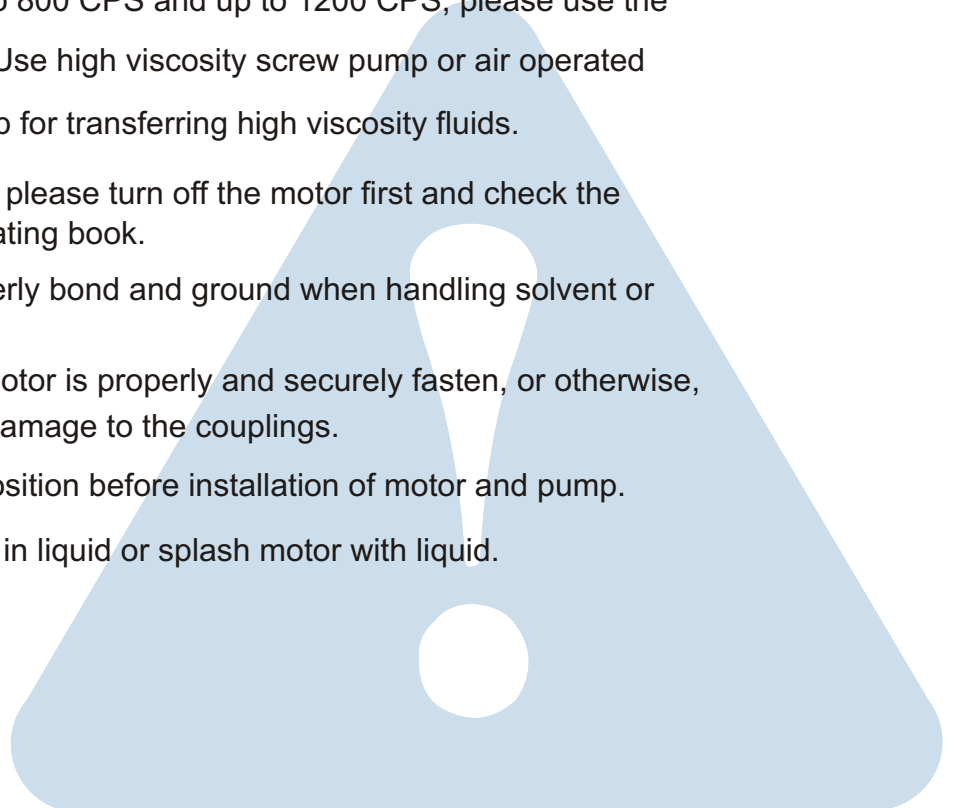 800 CPS and up to 1200 CPS, please use the
Use high viscosity screw pump or air operated
for transferring high viscosity fluids.
please turn off the motor first and check the
ating book.
erly bond and ground when handling solvent or
otor is properly and securely fasten, or otherwise,
amage to the couplings.
osition before installation of motor and pump.
in liquid or splash motor with liquid.